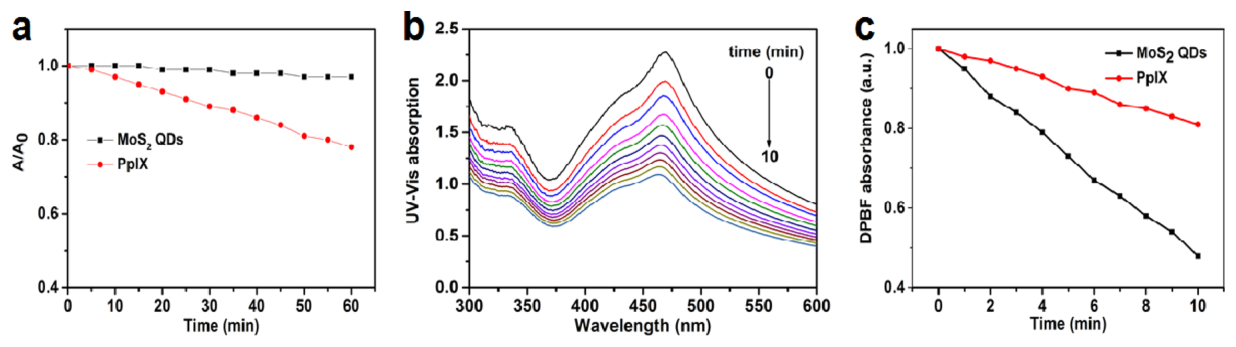 a
A/A0
1.0
0.8
0.6
0.4
MoS2 QDs
PpIX
0 10 20 30 40 50 60
Time (min)
b
UV-Vis absorption
2.5
2.0
1.5
1.0
0.5
0.0
time (min)
0
10
300 350 400 450 500 550 600
Wavelength (nm)
c
DPBF absorbance (a.u.)
1.0
0.8
0.6
0.4
MoS2 QDs
PpIX
0 2 4 6 8 10
Time (min)